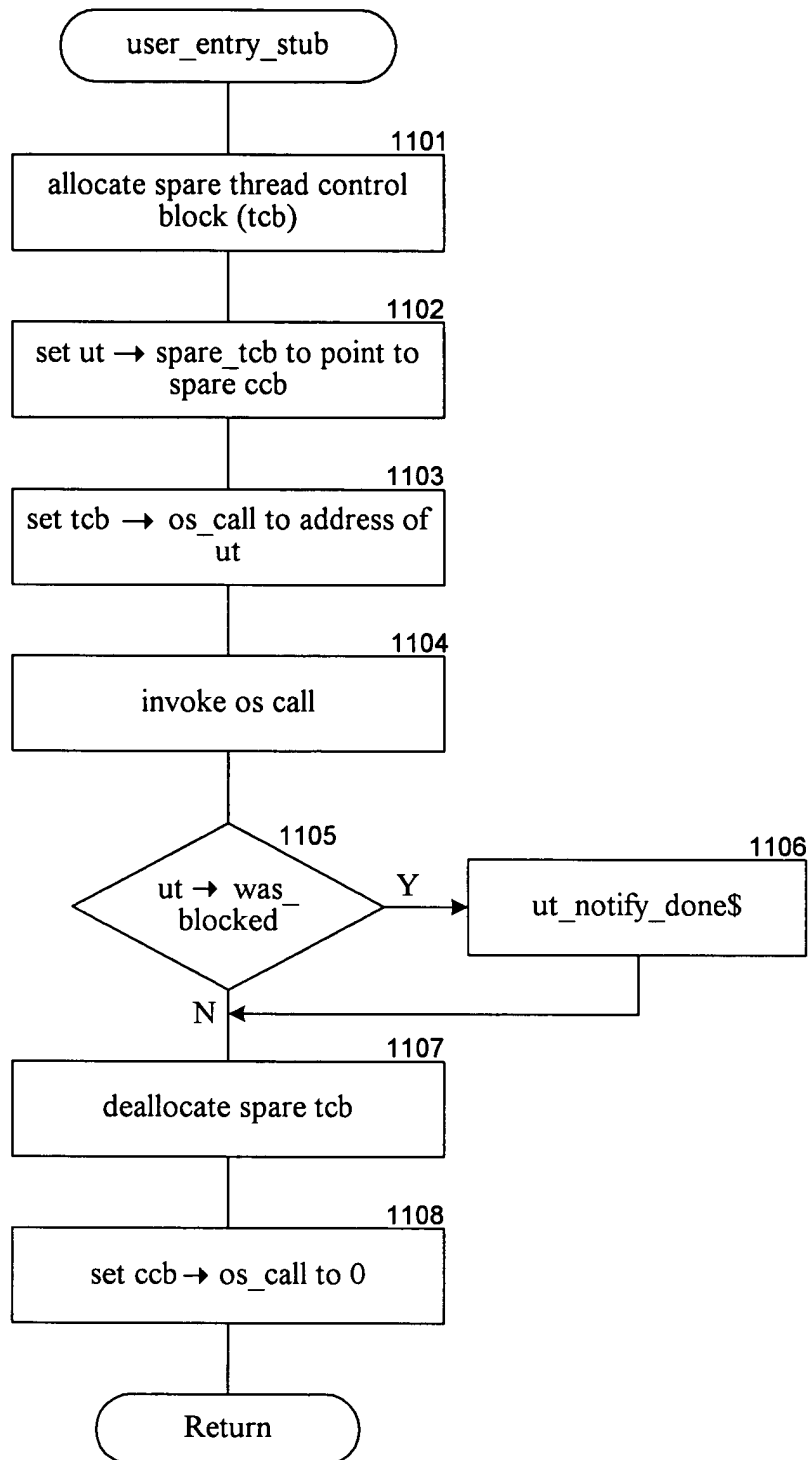 user_entry_stub
1101
allocate spare thread control
block (tcb)
1102
set ut → spare_tcb to point to
spare ccb
1103
set tcb → os_call to address of
ut
1104
invoke os call
1105
ut → was_
blocked
Y
1106
ut_notify_done$
N
1107
deallocate spare tcb
1108
set ccb → os_call to 0
Return